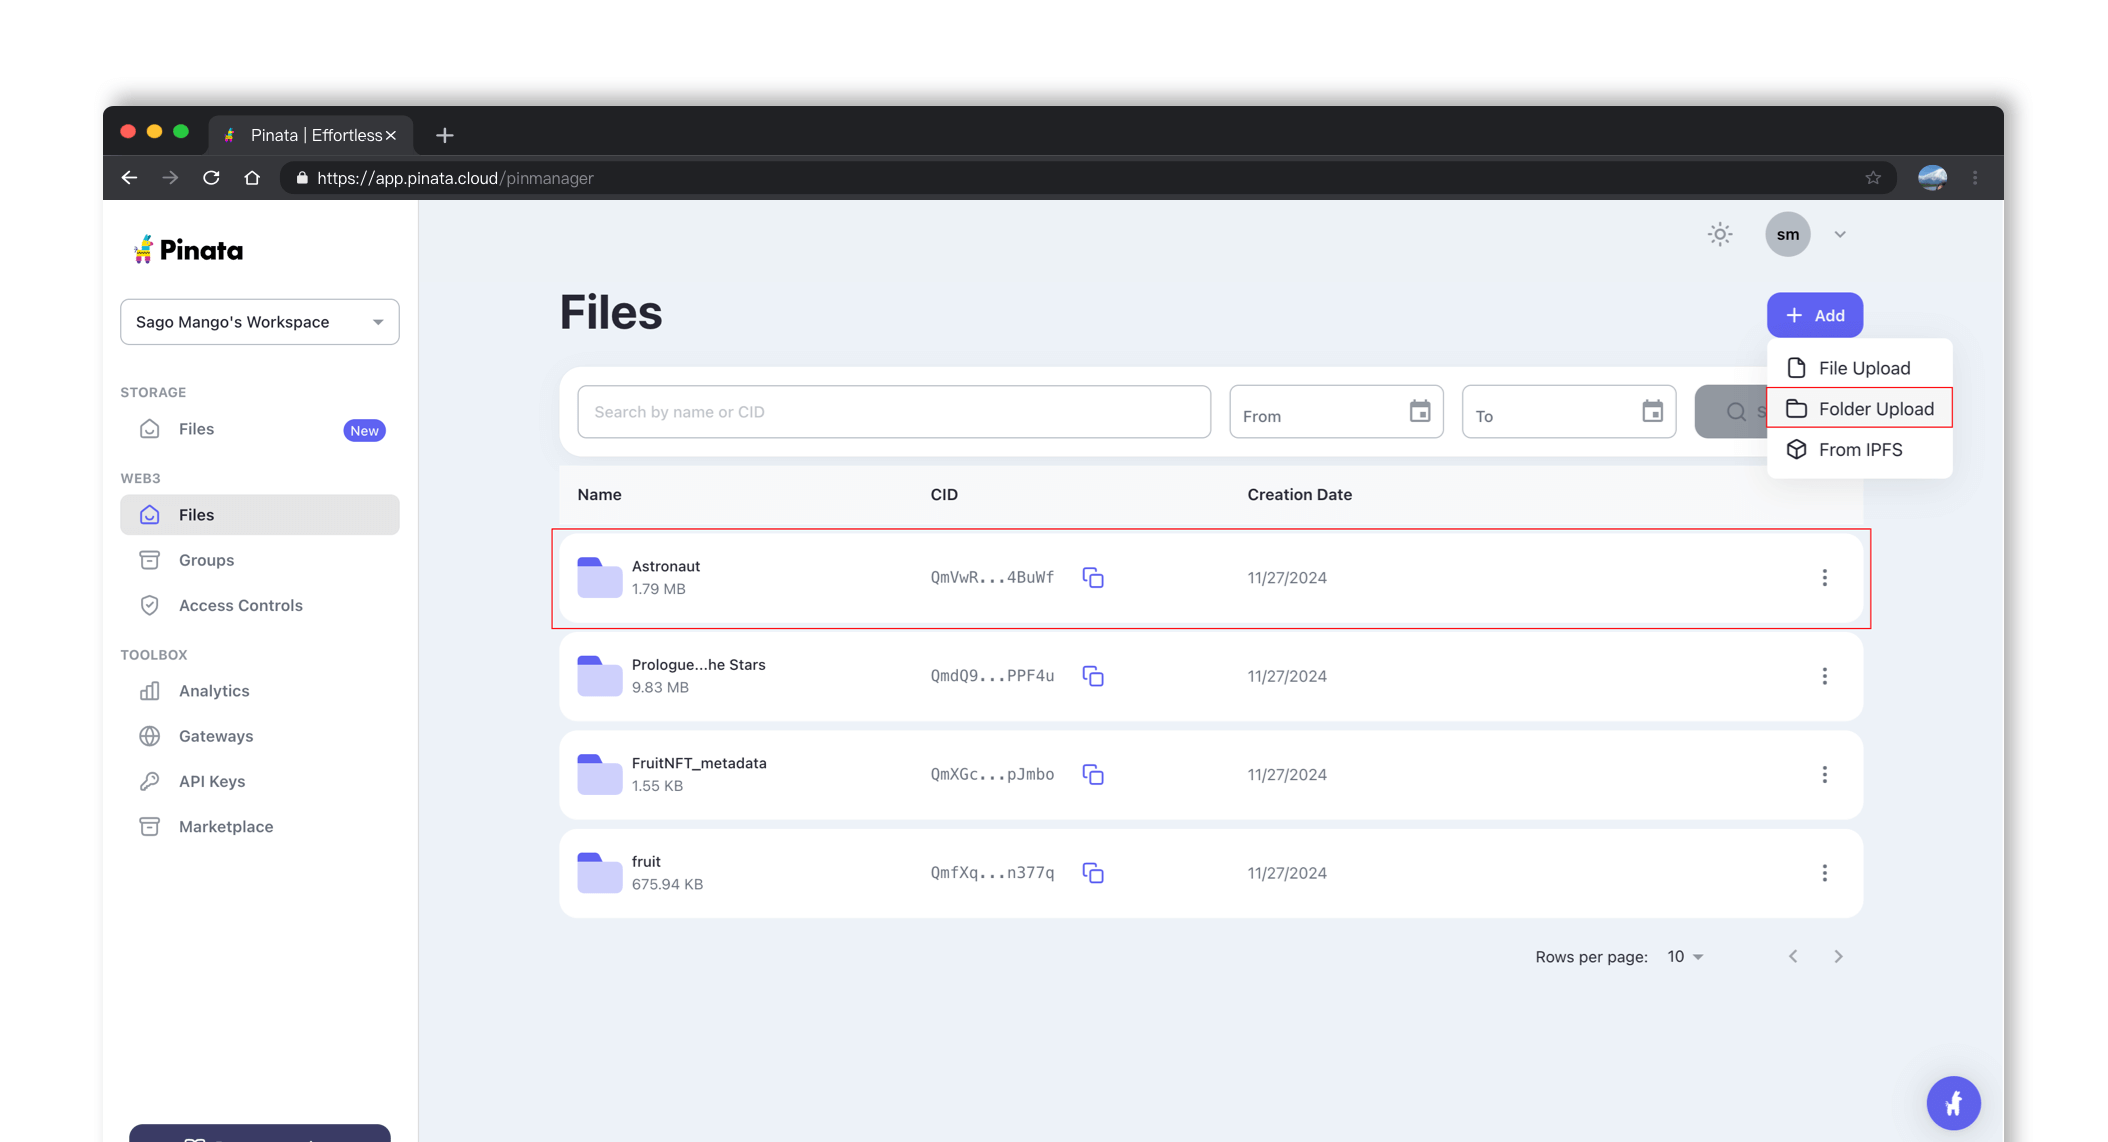 Pinata | Effortless
https://app.pinata.cloud/pinmanager
Pinata
sm
Sago Mango's Workspace
Files
Add
File Upload
Folder Upload
From IPFS
STORAGE
Files
New
WEB3
Files
Groups
Access Controls
TOOLBOX
Analytics
Gateways
API Keys
Marketplace
Search by name or CID
From
To
Name
CID
Creation Date
Astronaut
1.79 MB
QmVwR...4BuWf
11/27/2024
Prologue...he Stars
9.83 MB
QmdQ9...PPF4u
11/27/2024
FruitNFT_metadata
1.55 KB
QmXGc...pJmbo
11/27/2024
fruit
675.94 KB
QmfXq...n377q
11/27/2024
Rows per page:
10